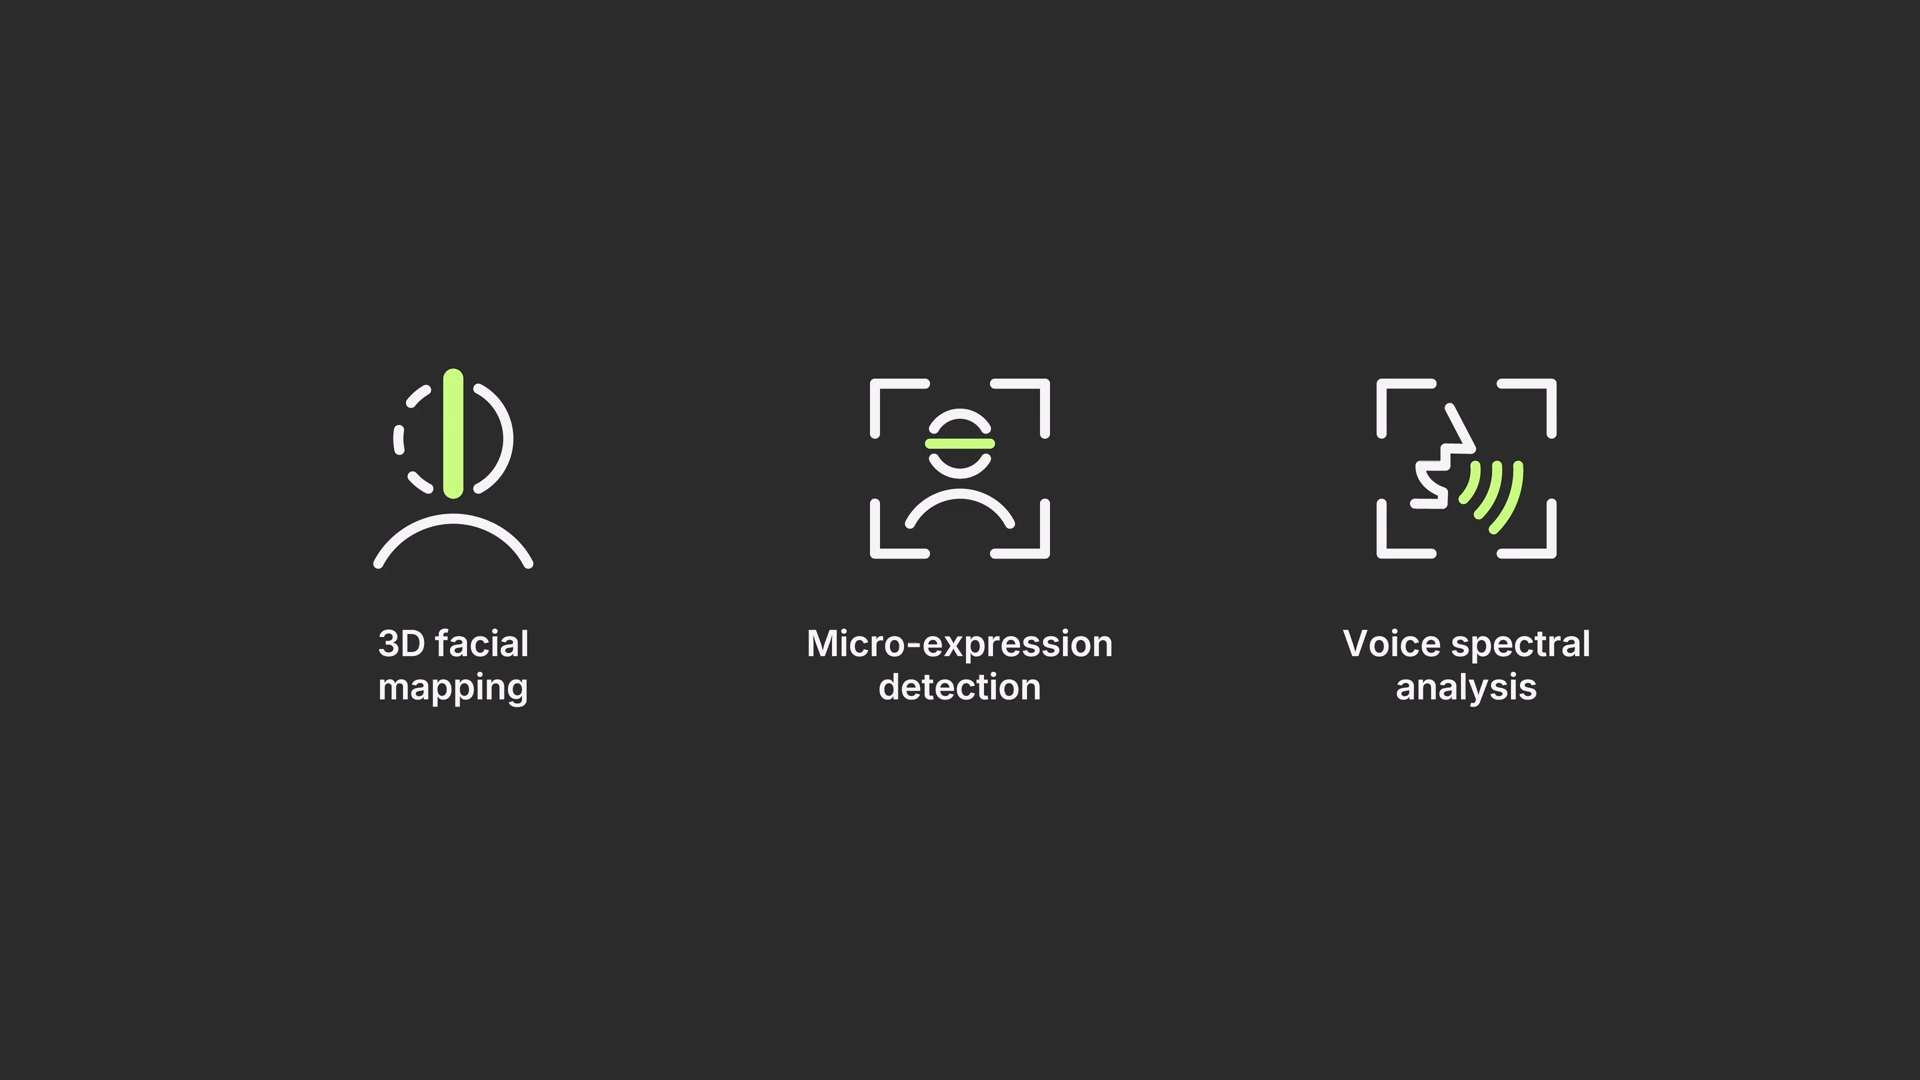 3D facial
mapping
Micro-expression
detection
Voice spectral
analysis